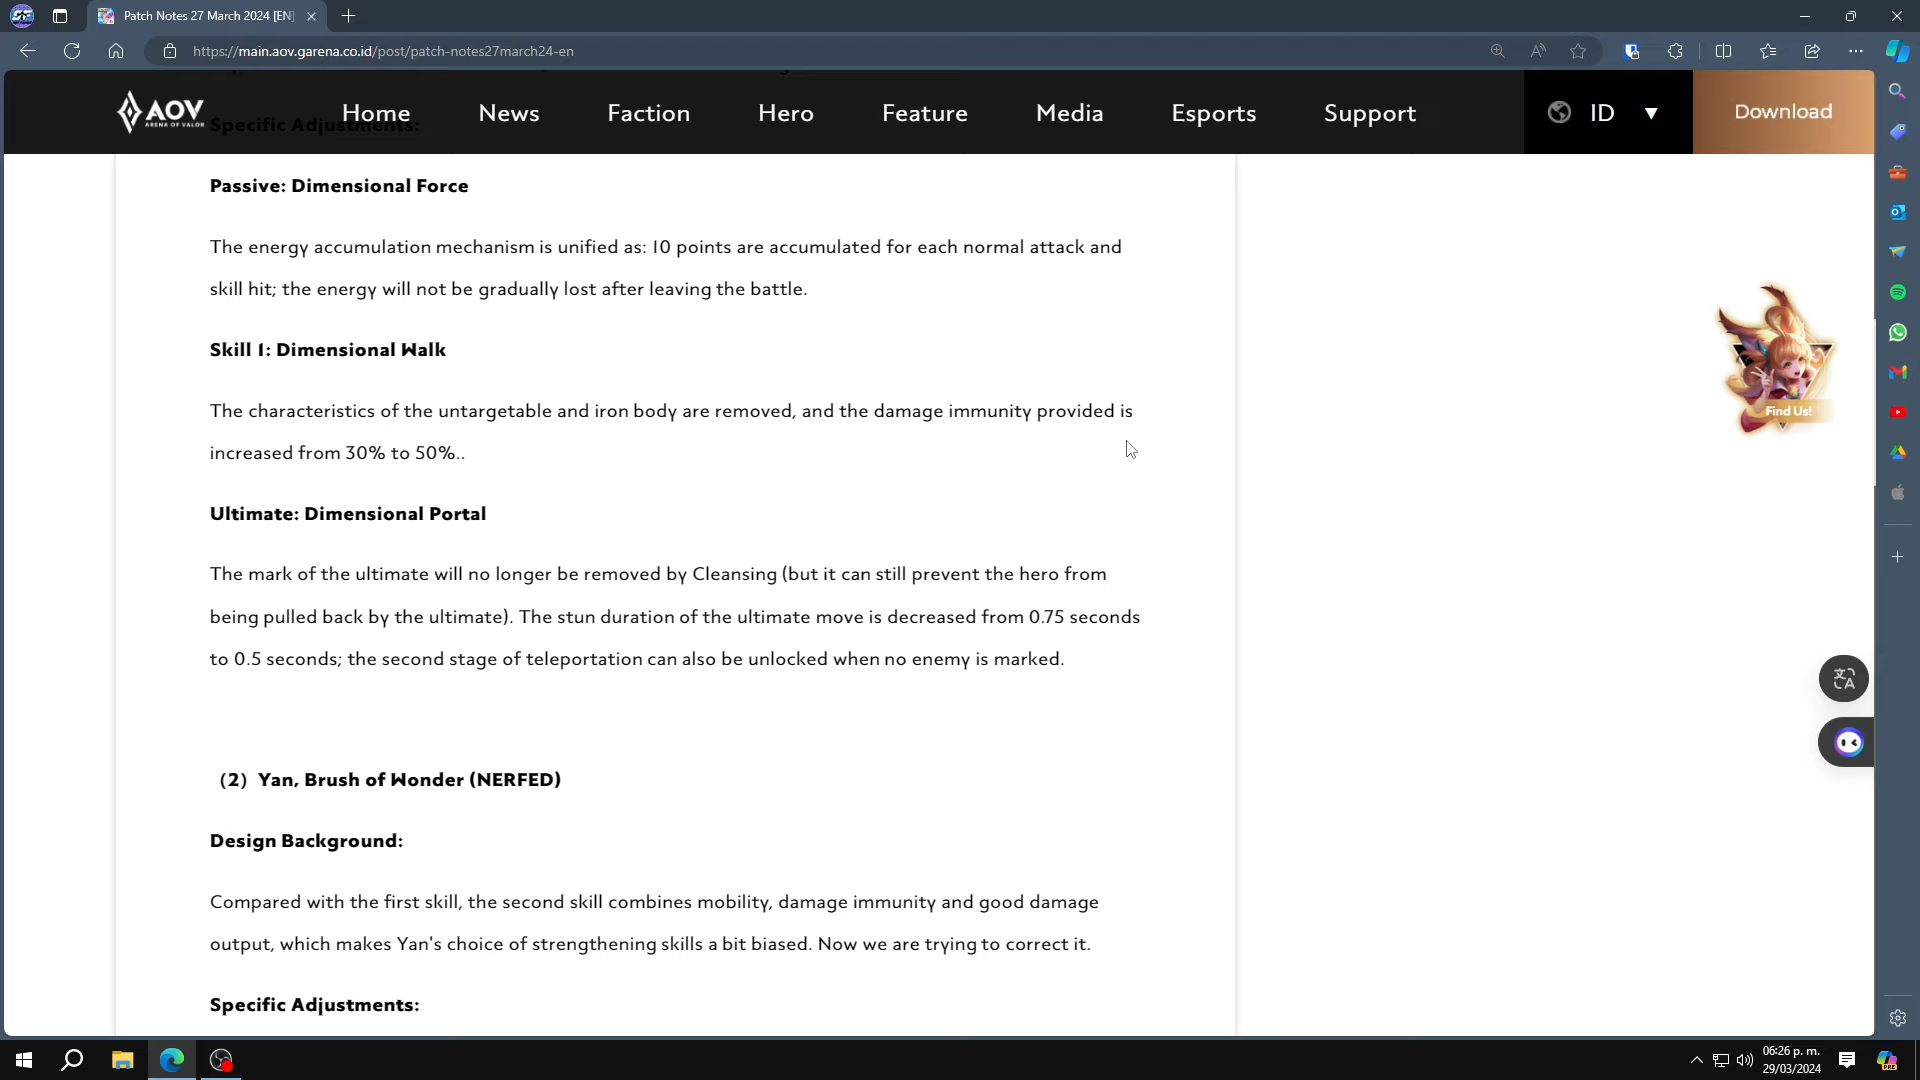 Patch Notes 27 March 2024 [EN]
https://main.aov.garena.co.id/post/patch-notes27march24-en
AOV
ARENA OF VALOR
Home
News
Faction
Hero
Feature
Media
Esports
Support
ID
Download
Specific Adjustments:
Passive: Dimensional Force
The energy accumulation mechanism is unified as: 10 points are accumulated for each normal attack and
skill hit; the energy will not be gradually lost after leaving the battle.
Skill 1: Dimensional Walk
The characteristics of the untargetable and iron body are removed, and the damage immunity provided is
increased from 30% to 50%..
Find Us!
Ultimate: Dimensional Portal
The mark of the ultimate will no longer be removed by Cleansing (but it can still prevent the hero from
being pulled back by the ultimate). The stun duration of the ultimate move is decreased from 0.75 seconds
to 0.5 seconds; the second stage of teleportation can also be unlocked when no enemy is marked.
（2）Yan, Brush of Wonder (NERFED)
Design Background:
Compared with the first skill, the second skill combines mobility, damage immunity and good damage
output, which makes Yan's choice of strengthening skills a bit biased. Now we are trying to correct it.
Specific Adjustments:
06:26 p. m.
29/03/2024